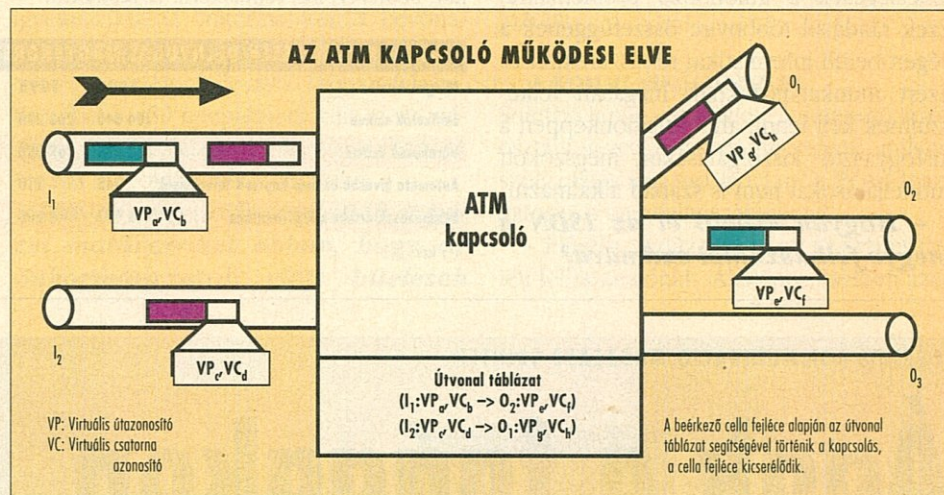 AZ ATM KAPCSOLÓ MŰKÖDÉSI ELVE
I1
VPa,VCb
I2
VPc,VCd
ATM
kapcsoló
O1
VPg,VCh
O2
VPe,VCf
O3
Útvonal táblázat
(I1:VPa,VCb -> O2:VPe,VCf)
(I2:VPc,VCd -> O1:VPg,VCh)
VP: Virtuális útazonosító
VC: Virtuális csatorna
azonosító
A beérkező cella fejléce alapján az útvonal
táblázat segítségével történik a kapcsolás,
a cella fejléce kicserélődik.